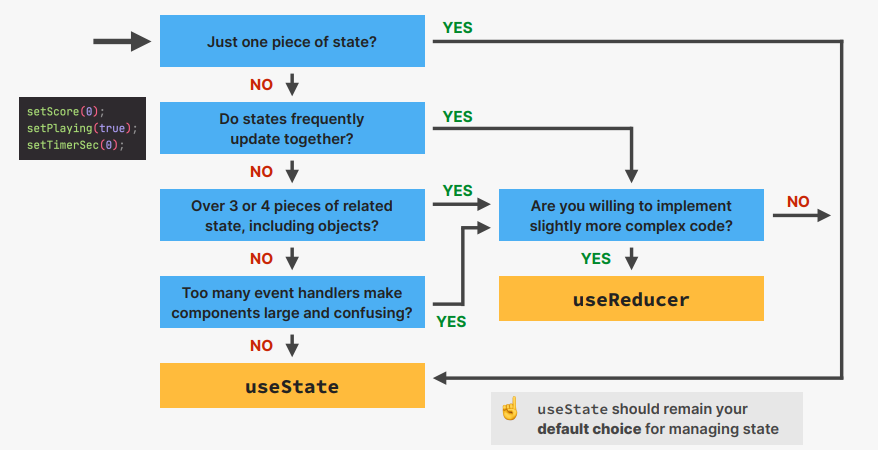 Just one piece of state?
YES
NO
setScore(0);
setPlaying(true);
setTimerSec(0);
Do states frequently
update together?
YES
NO
Over 3 or 4 pieces of related
state, including objects?
YES
Are you willing to implement
slightly more complex code?
NO
NO
YES
Too many event handlers make
components large and confusing?
YES
useReducer
NO
useState
useState should remain your
default choice for managing state